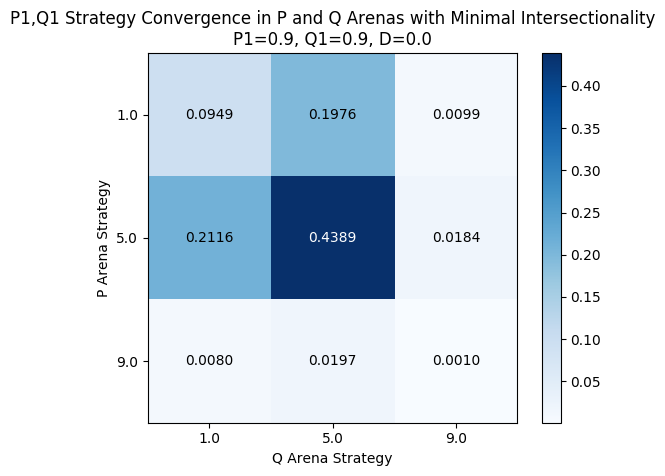 P1,Q1 Strategy Convergence in P and Q Arenas with Minimal Intersectionality
P1=0.9, Q1=0.9, D=0.0
P Arena Strategy
1.0
0.0949 0.1976 0.0099
5.0
0.2116 0.4389 0.0184
9.0
0.0080 0.0197 0.0010
1.0 5.0 9.0
Q Arena Strategy
0.40
0.35
0.30
0.25
0.20
0.15
0.10
0.05